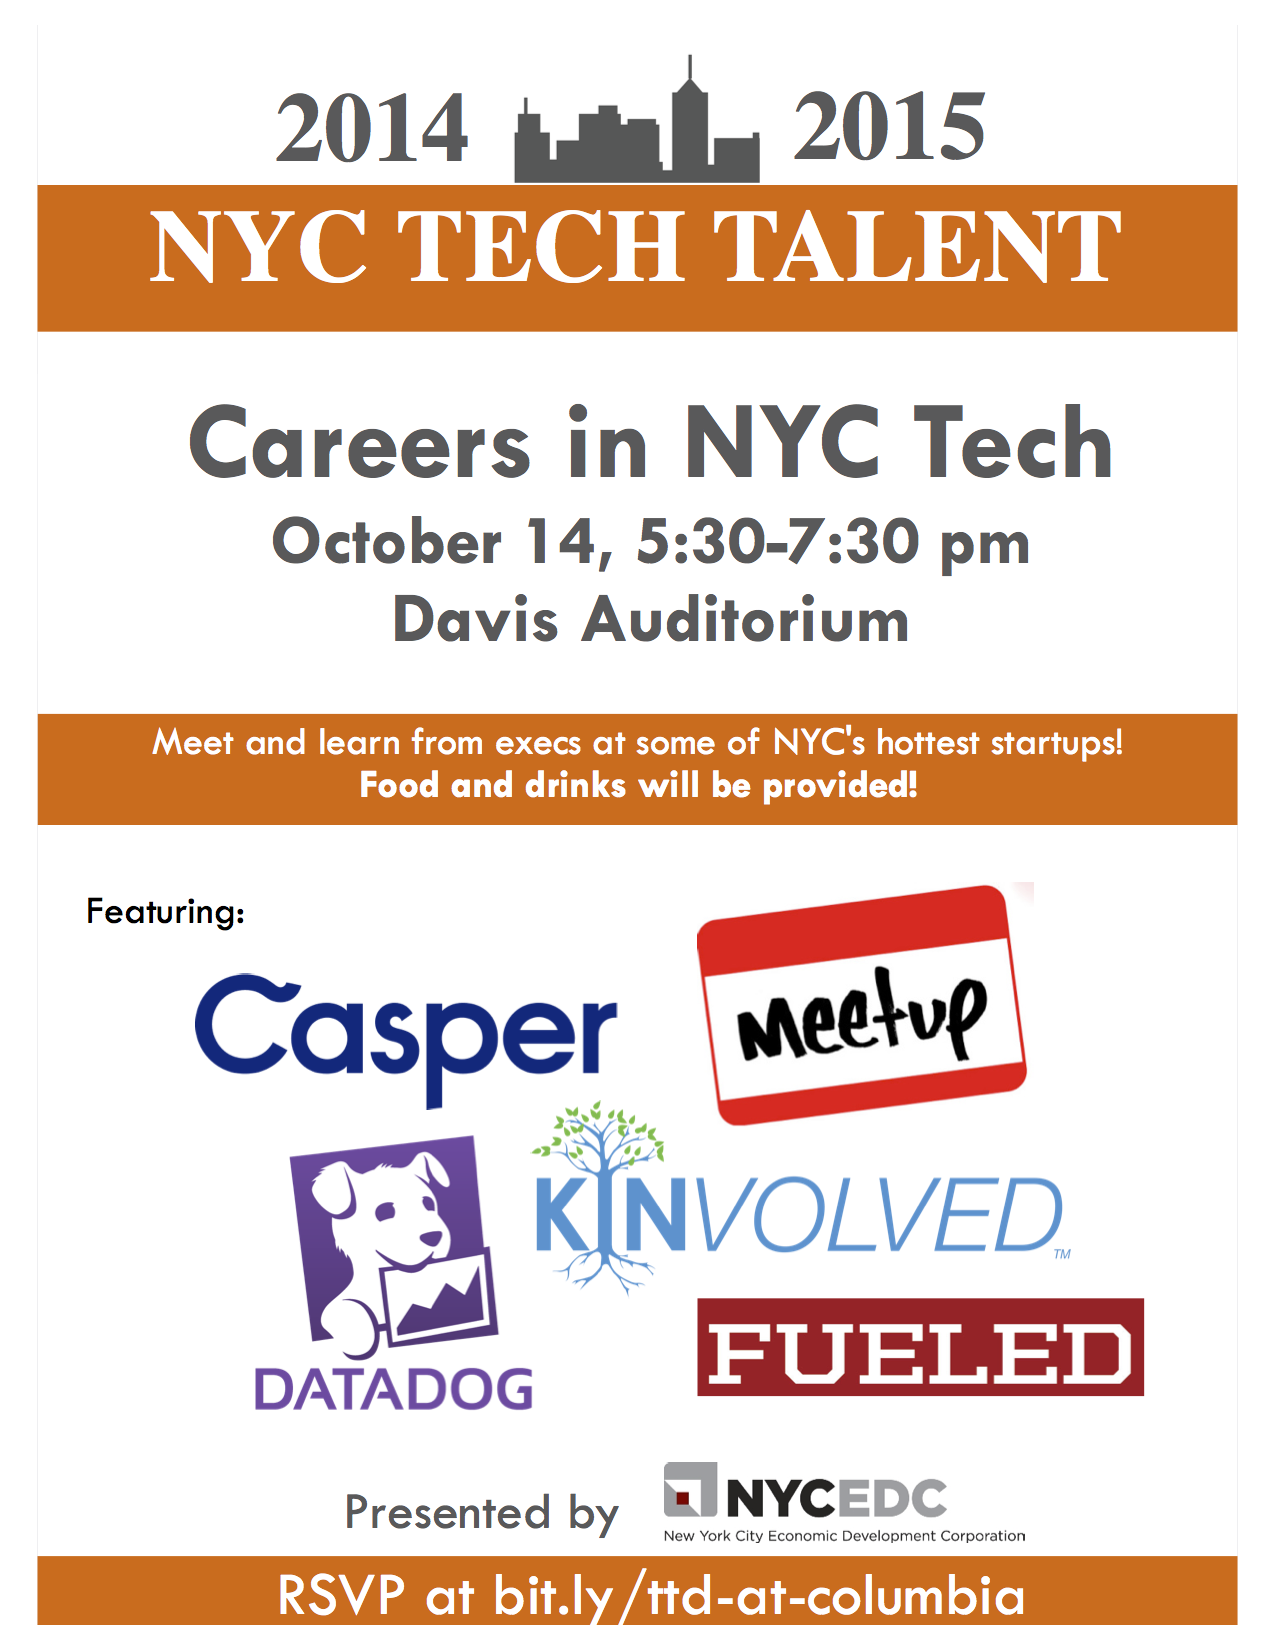 2014 2015
NYC TECH TALENT
Careers in NYC Tech
October 14, 5:30-7:30 pm
Davis Auditorium
Meet and learn from execs at some of NYC's hottest startups!
Food and drinks will be provided!
Featuring:
Casper
meetup
KINVOLVED™
DATADOG
FUELED
Presented by
NYCEDC
New York City Economic Development Corporation
RSVP at bit.ly/ttd-at-columbia